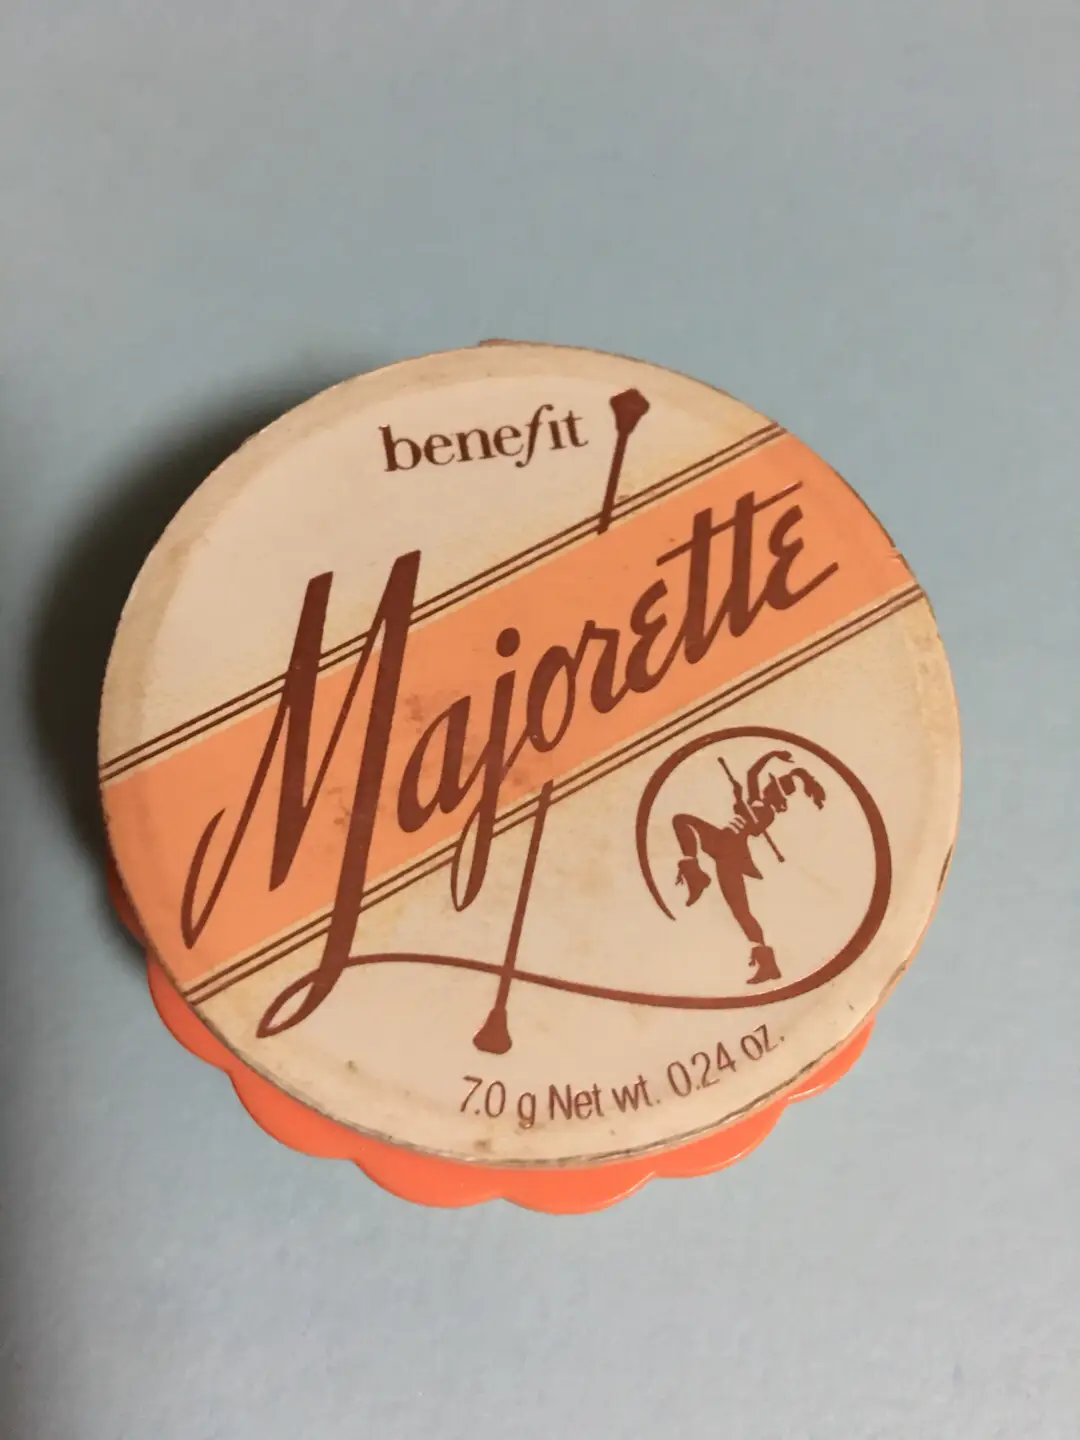 benefit
Majorette
7.0 g Net wt. 0.24 oz.